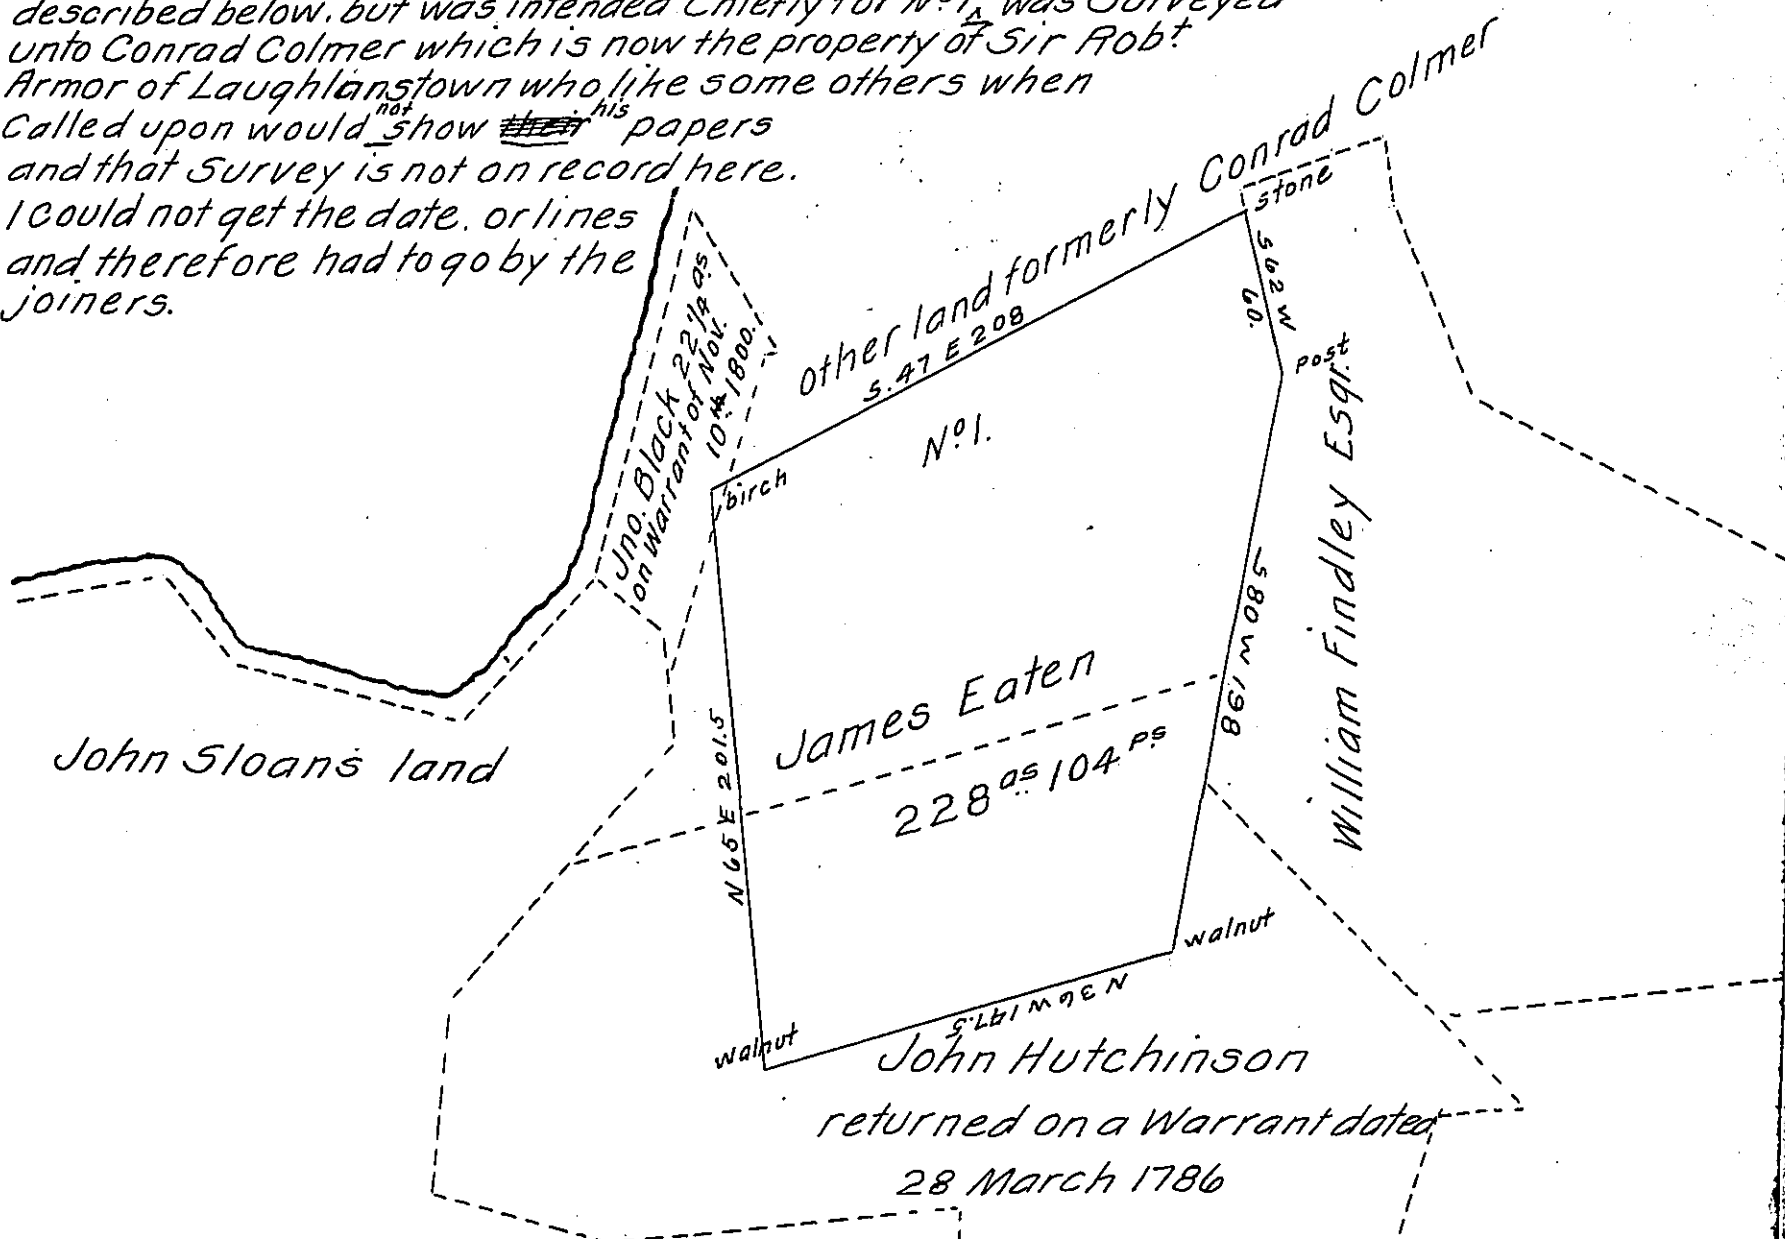 described below. but was intended Chiefly for No. 1 ^ was Surveyed
unto Conrad Colmer which is now the property of Sir Robt
Armor of Laughlanstown who like some others when
Called upon would not show their his papers
and that Survey is not on record here.
I could not get the date. or lines
and therefore had to go by the
joiners.
Other land formerly Conrad Colmer
S. 47 E 208
stone
S 62 W
60.
post
No. 1.
Jno. Black 22 1/4 as.
on Warrant of Nov.
10th 1800.
birch
William Findley Esqr.
S 80 W 198
James Eaten
228 as 104 ps
N 65 E 201.5
John Sloans land
walnut
N 36 W 147.5
walnut
John Hutchinson
returned on a Warrant dated
28 March 1786